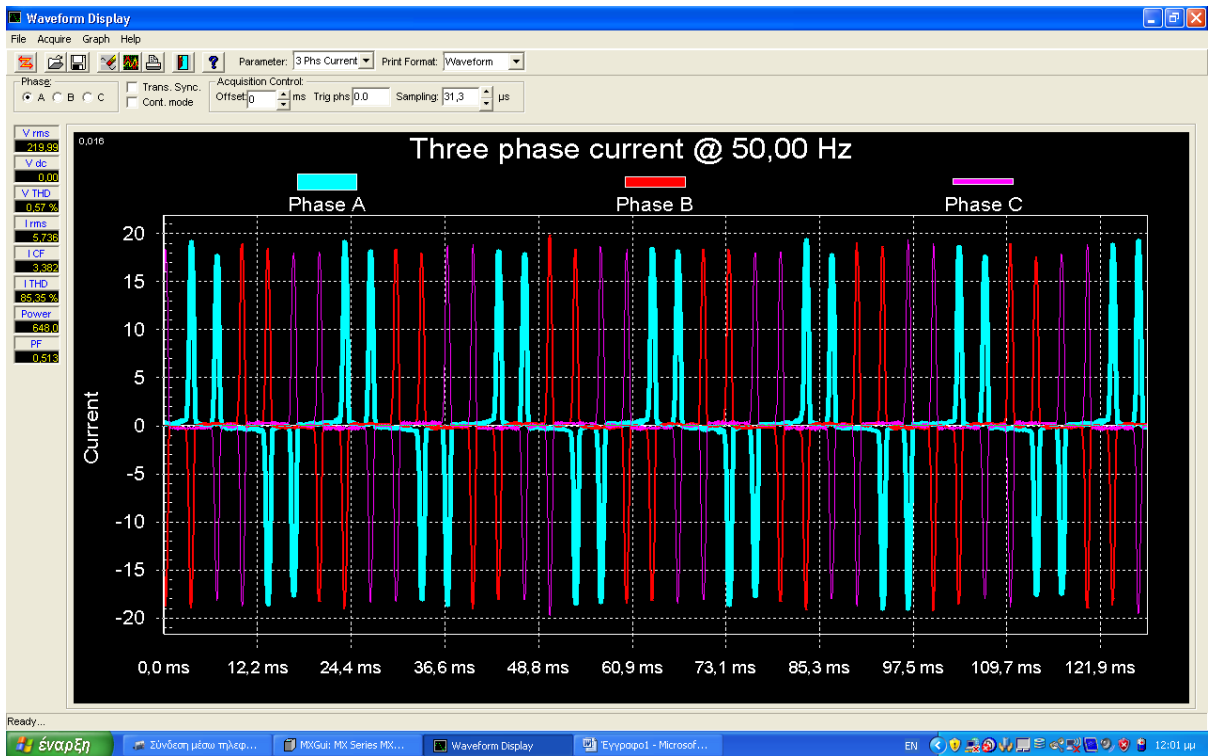 Waveform Display
File Acquire Graph Help
Parameter: 3 Phs Current Print Format: Waveform
Phase: Trans. Sync. Acquisition Control:
A B C Cont. mode Offset: 0 ms Trig phs 0.0 Sampling: 31,3 µs
V rms
219,99
V dc
0,00
V THD
0,57 %
I rms
5,736
I CF
3,382
I THD
85,35 %
Power
648,0
PF
0,513
0,016
Three phase current @ 50,00 Hz
Phase A Phase B Phase C
Current
20
15
10
5
0
-5
-10
-15
-20
0,0 ms 12,2 ms 24,4 ms 36,6 ms 48,8 ms 60,9 ms 73,1 ms 85,3 ms 97,5 ms 109,7 ms 121,9 ms
Ready...
έναρξη Σύνδεση μέσω τηλεφ... MXGui: MX Series MX... Waveform Display Έγγραφο1 - Microsof... EN 12:01 μμ